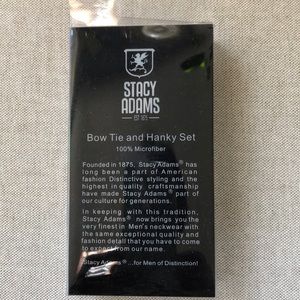 STACY
ADAMS
EST. 1875
Bow Tie and Hanky Set
100% Microfiber
Founded in 1875, Stacy Adams® has
long been a part of American
fashion Distinctive styling and the
highest in quality craftsmanship
have made Stacy Adams® part of
our culture for generations.
In keeping with this tradition,
Stacy Adams® now brings you the
very finest in Men's neckwear with
the same exceptional quality and
fashion detail that you have to come
to expect from our name.
Stacy Adams® ...for Men of Distinction!